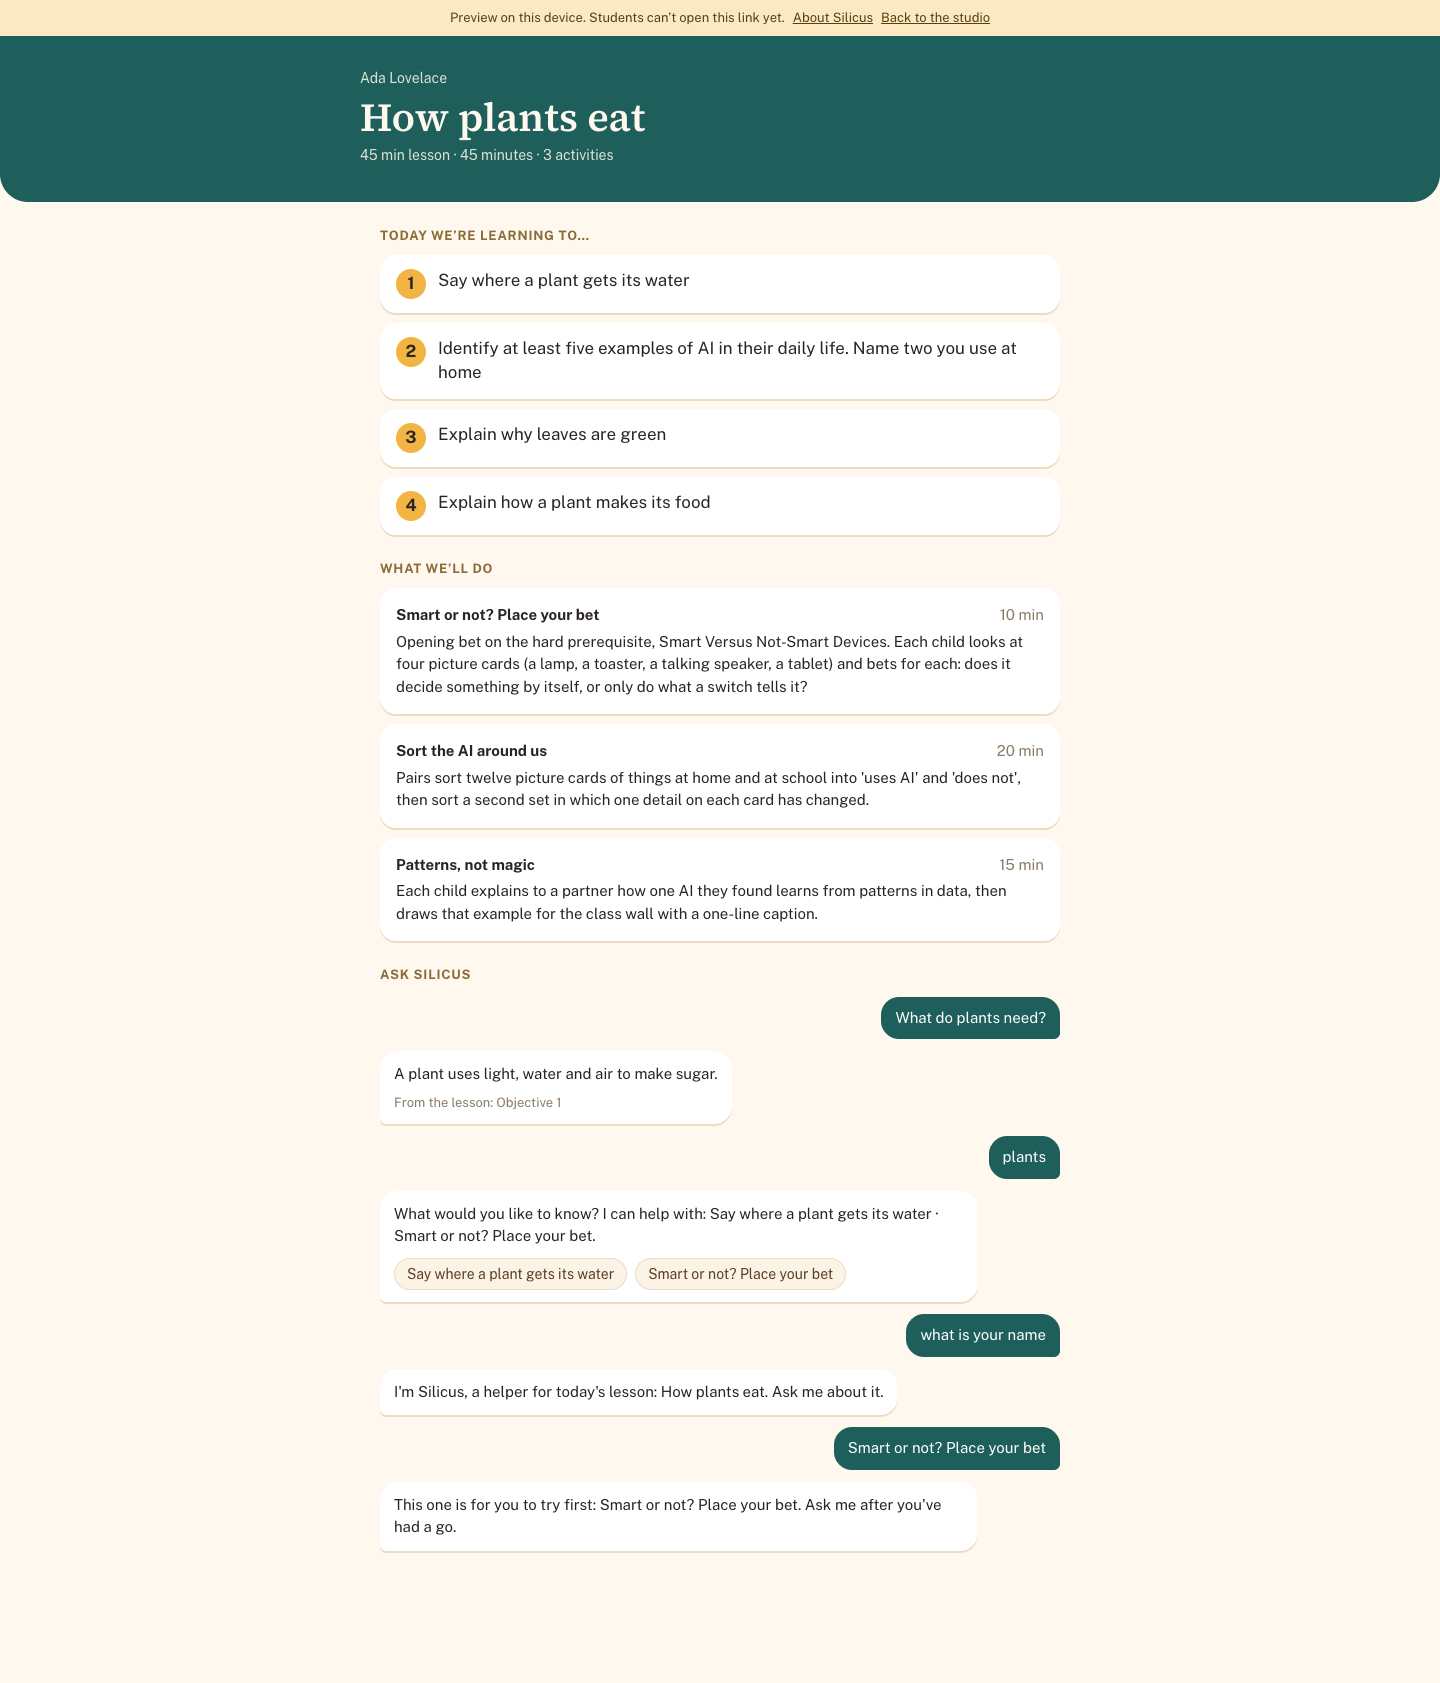 Preview on this device. Students can't open this link yet. About Silicus Back to the studio
Ada Lovelace
How plants eat
45 min lesson · 45 minutes · 3 activities
TODAY WE'RE LEARNING TO…
1 Say where a plant gets its water
2 Identify at least five examples of AI in their daily life. Name two you use at
home
3 Explain why leaves are green
4 Explain how a plant makes its food
WHAT WE'LL DO
Smart or not? Place your bet 10 min
Opening bet on the hard prerequisite, Smart Versus Not-Smart Devices. Each child looks at
four picture cards (a lamp, a toaster, a talking speaker, a tablet) and bets for each: does it
decide something by itself, or only do what a switch tells it?
Sort the AI around us 20 min
Pairs sort twelve picture cards of things at home and at school into 'uses AI' and 'does not',
then sort a second set in which one detail on each card has changed.
Patterns, not magic 15 min
Each child explains to a partner how one AI they found learns from patterns in data, then
draws that example for the class wall with a one-line caption.
ASK SILICUS
What do plants need?
A plant uses light, water and air to make sugar.
From the lesson: Objective 1
plants
What would you like to know? I can help with: Say where a plant gets its water ·
Smart or not? Place your bet.
Say where a plant gets its water Smart or not? Place your bet
what is your name
I'm Silicus, a helper for today's lesson: How plants eat. Ask me about it.
Smart or not? Place your bet
This one is for you to try first: Smart or not? Place your bet. Ask me after you've
had a go.